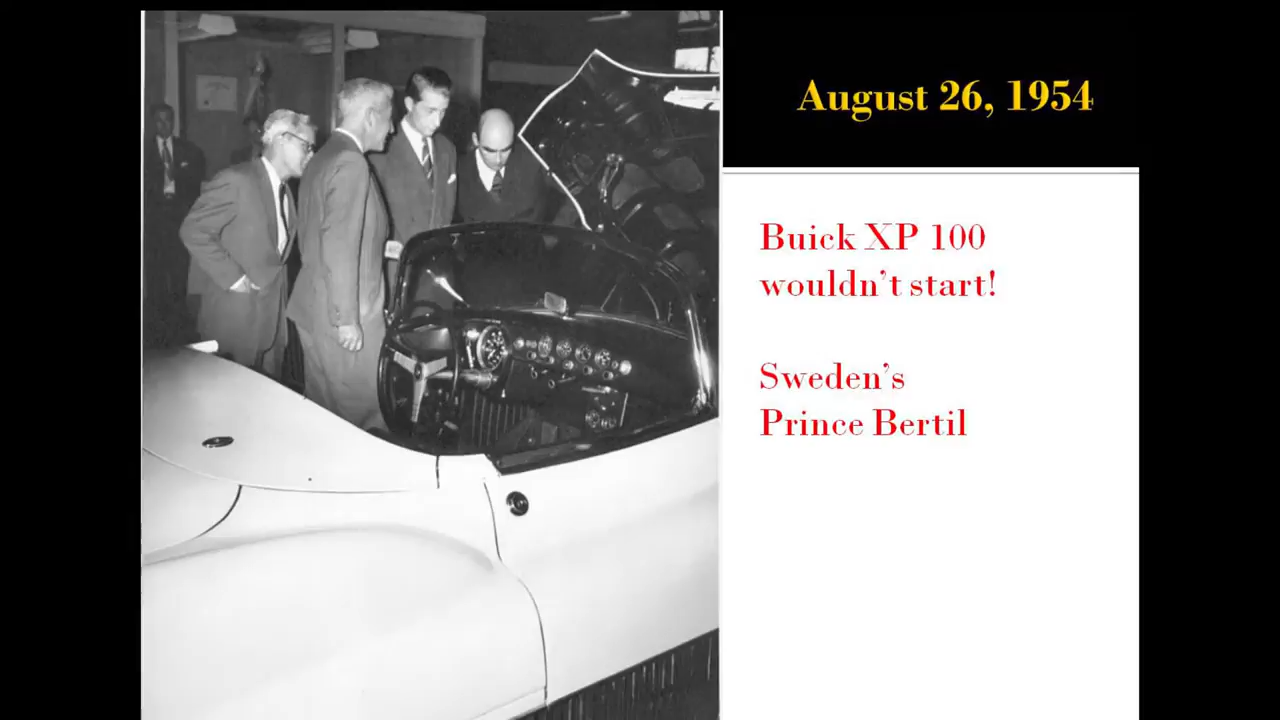 August 26, 1954
Buick XP 100
wouldn't start!
Sweden's
Prince Bertil